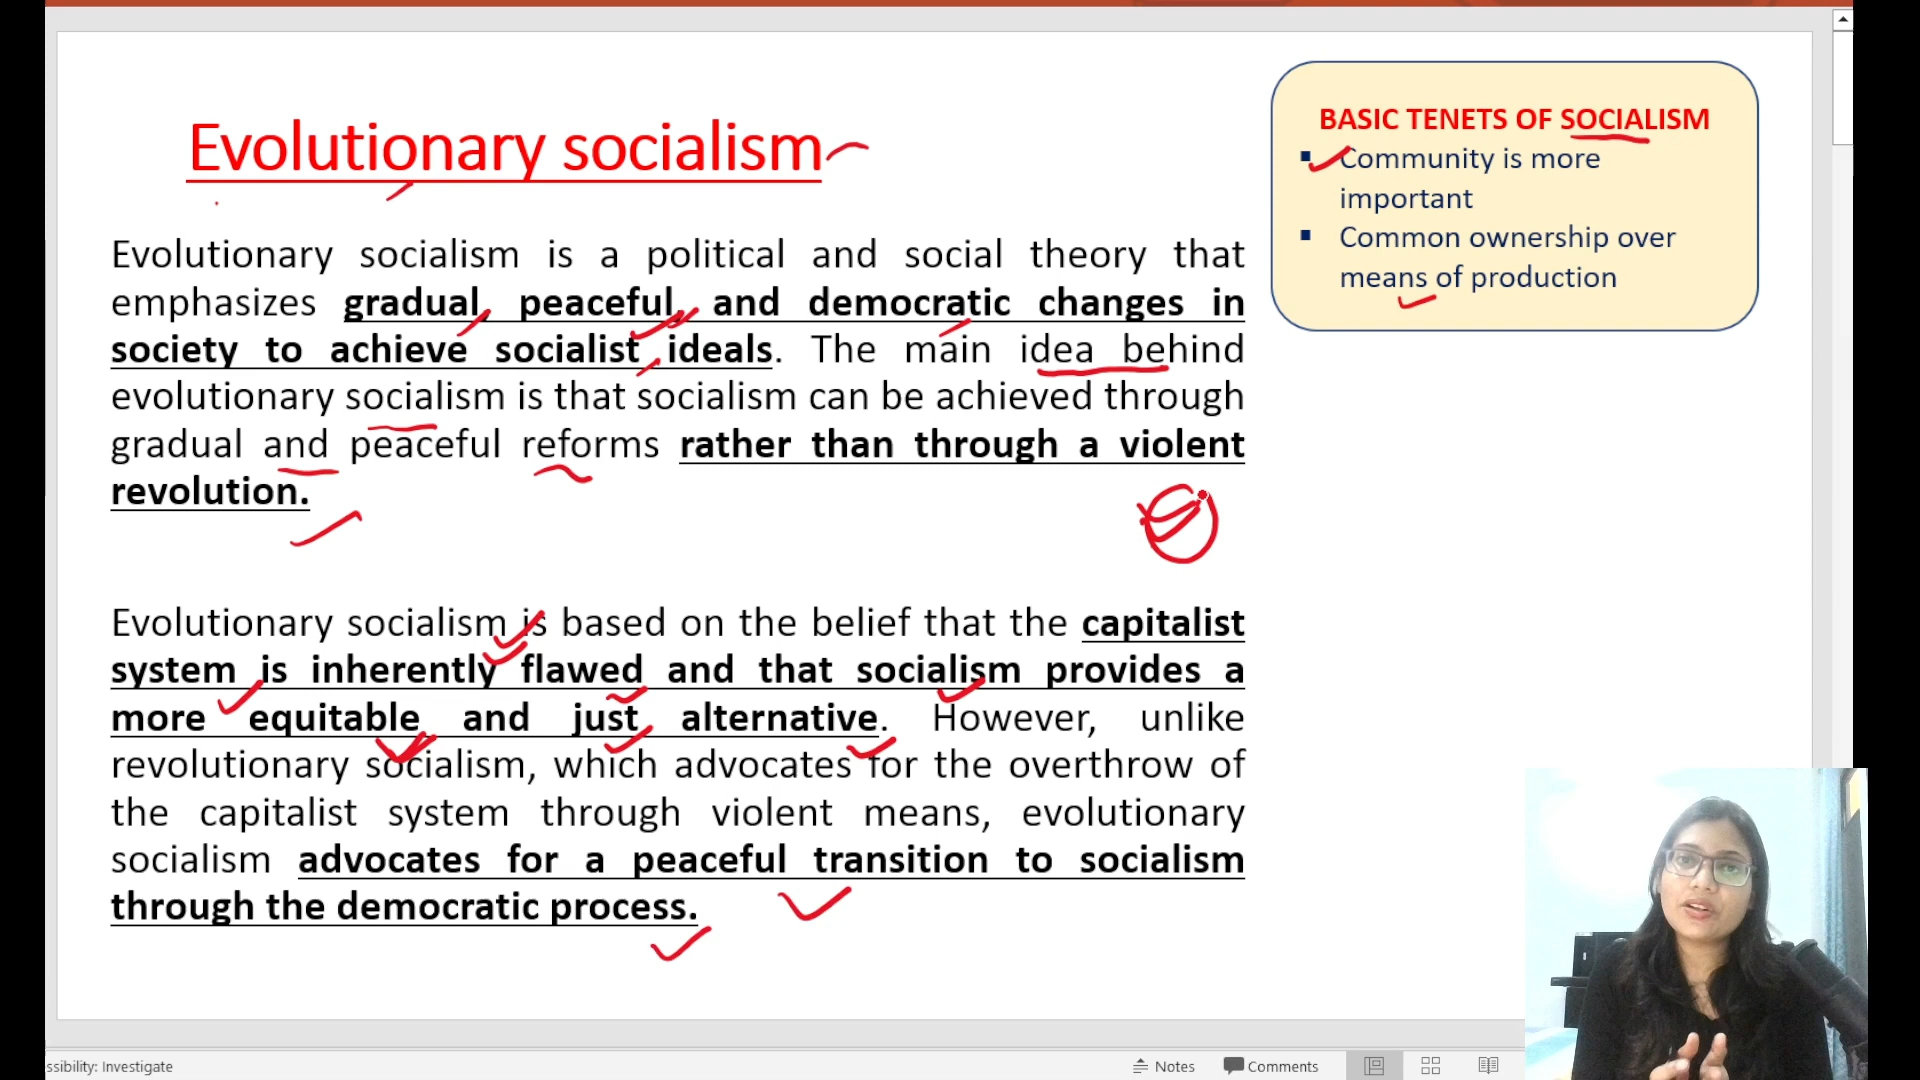 Evolutionary socialism
Evolutionary socialism is a political and social theory that
emphasizes gradual, peaceful, and democratic changes in
society to achieve socialist ideals. The main idea behind
evolutionary socialism is that socialism can be achieved through
gradual and peaceful reforms rather than through a violent
revolution.
Evolutionary socialism is based on the belief that the capitalist
system is inherently flawed and that socialism provides a
more equitable and just alternative. However, unlike
revolutionary socialism, which advocates for the overthrow of
the capitalist system through violent means, evolutionary
socialism advocates for a peaceful transition to socialism
through the democratic process.
BASIC TENETS OF SOCIALISM
▪ Community is more
important
▪ Common ownership over
means of production
ssibility: Investigate
Notes
Comments